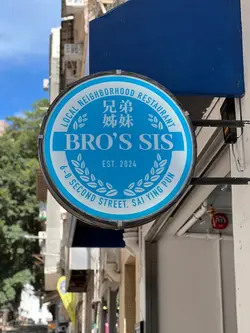 LOCAL NEIGHBORHOOD RESTAURANT
兄弟
姊妹
BRO'S SIS
EST. 2024
6-8 SECOND STREET, SAI YING PUN